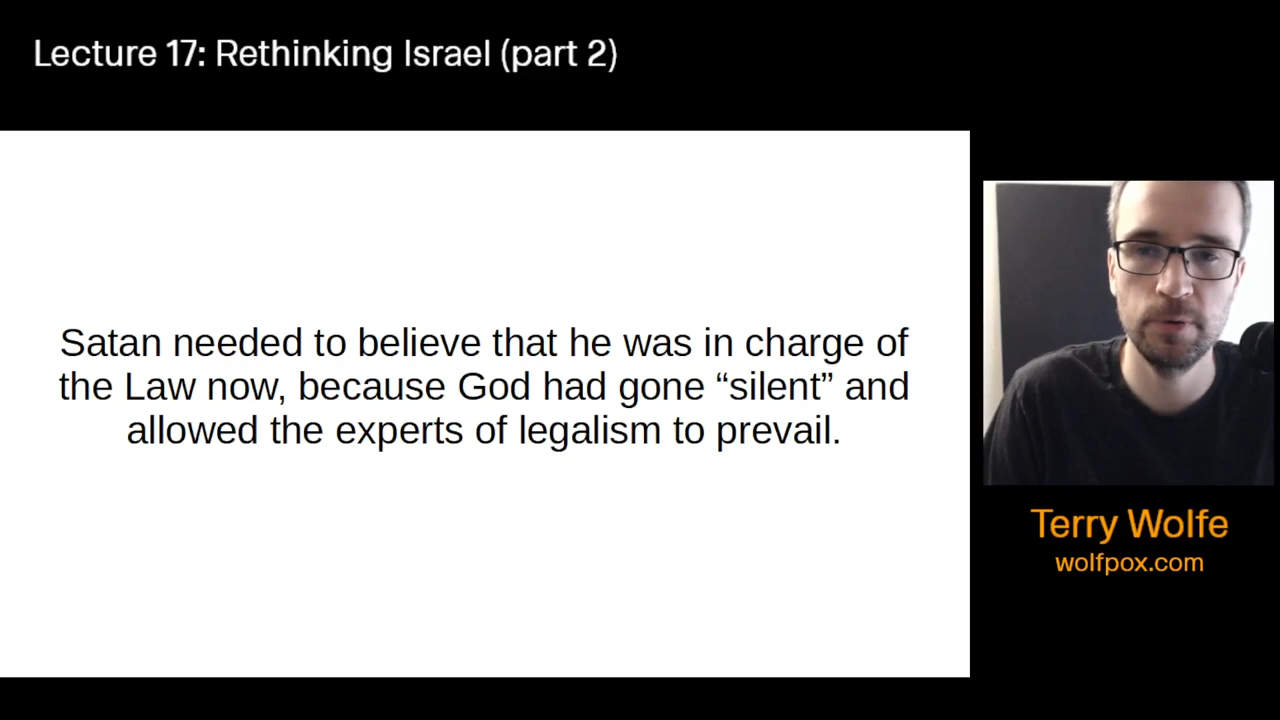 Lecture 17: Rethinking Israel (part 2)
Satan needed to believe that he was in charge of
the Law now, because God had gone “silent” and
allowed the experts of legalism to prevail.
Terry Wolfe
wolfpox.com